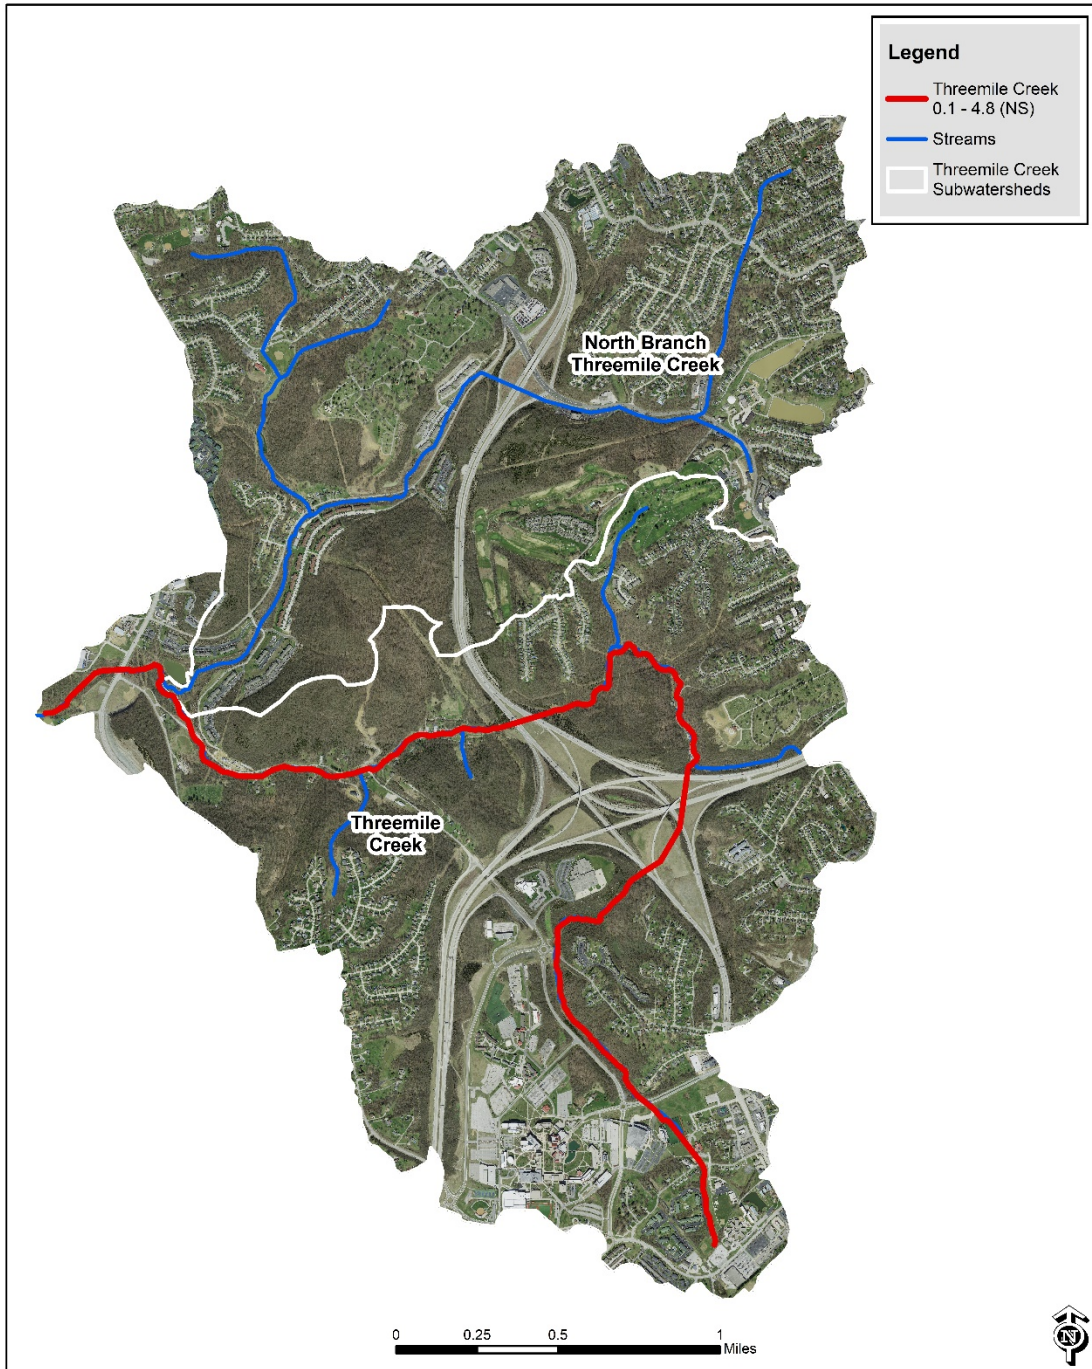 Legend
Threemile Creek
0.1 - 4.8 (NS)
Streams
Threemile Creek
Subwatersheds
North Branch
Threemile Creek
Threemile
Creek
0 0.25 0.5 1
Miles
N